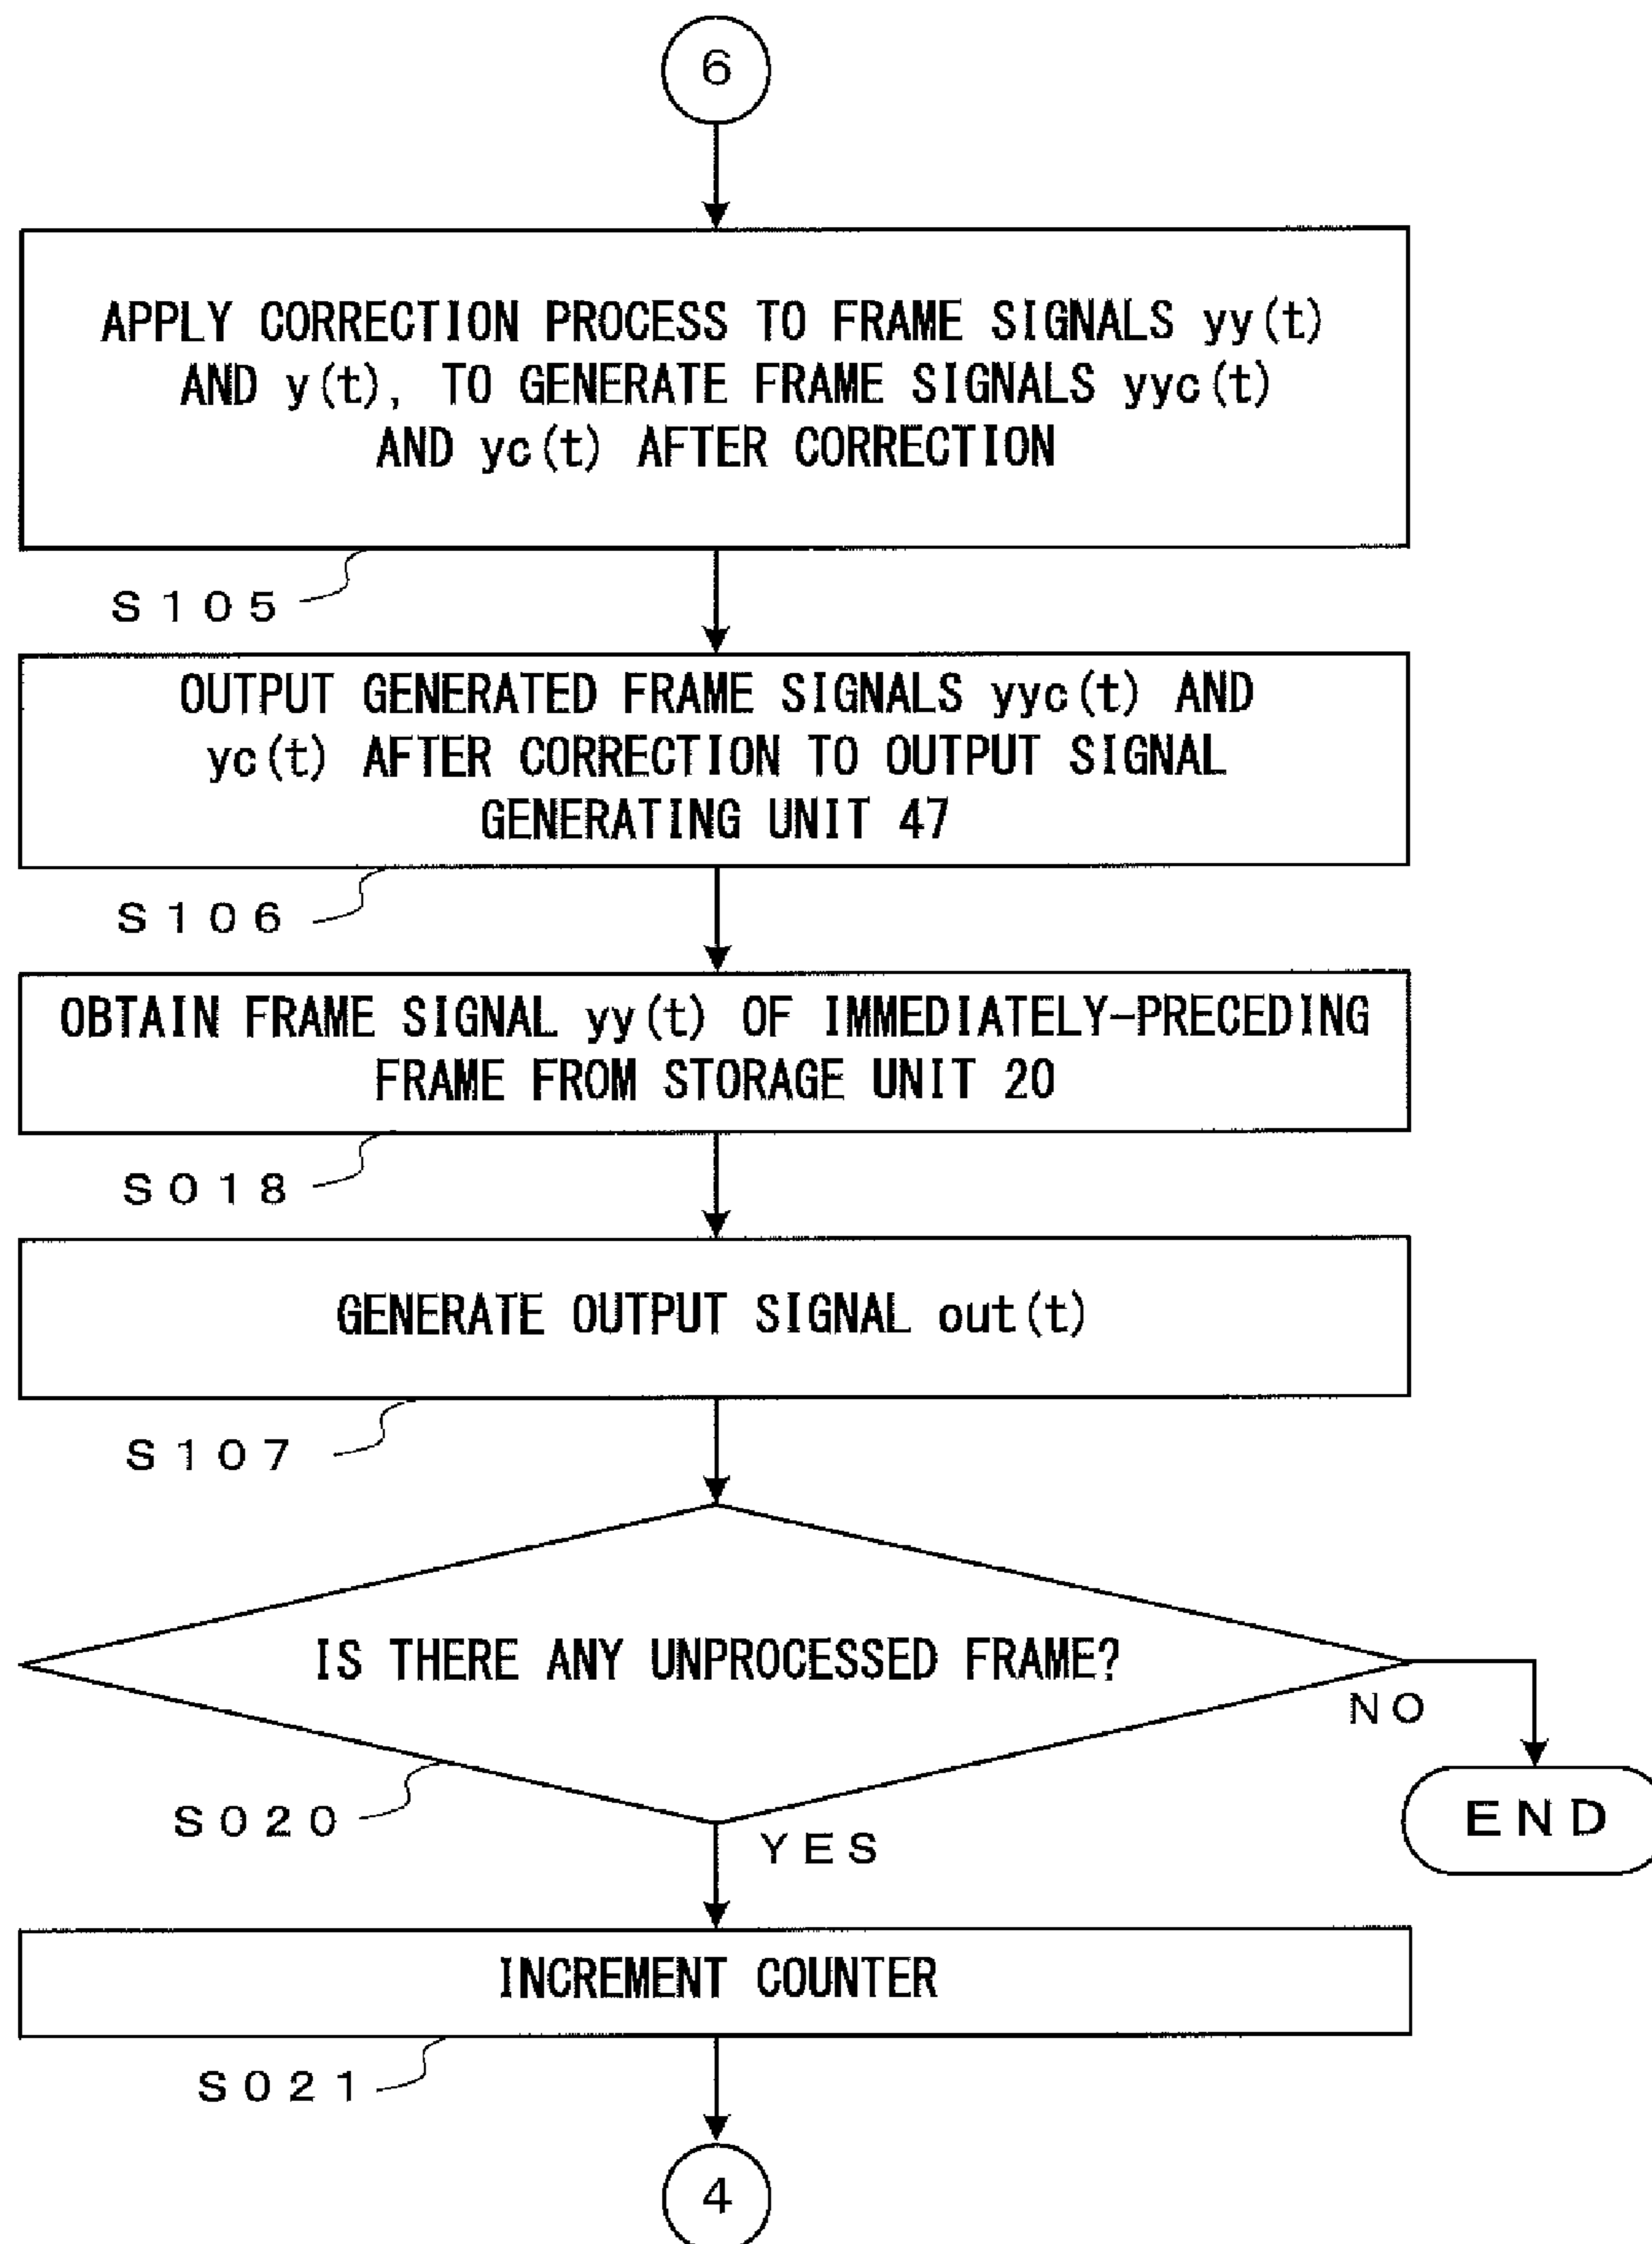 6
APPLY CORRECTION PROCESS TO FRAME SIGNALS yy(t)
AND y(t), TO GENERATE FRAME SIGNALS yyc(t)
AND yc(t) AFTER CORRECTION
S105
OUTPUT GENERATED FRAME SIGNALS yyc(t) AND
yc(t) AFTER CORRECTION TO OUTPUT SIGNAL
GENERATING UNIT 47
S106
OBTAIN FRAME SIGNAL yy(t) OF IMMEDIATELY-PRECEDING
FRAME FROM STORAGE UNIT 20
S018
GENERATE OUTPUT SIGNAL out(t)
S107
IS THERE ANY UNPROCESSED FRAME?
NO
S020
END
YES
INCREMENT COUNTER
S021
4